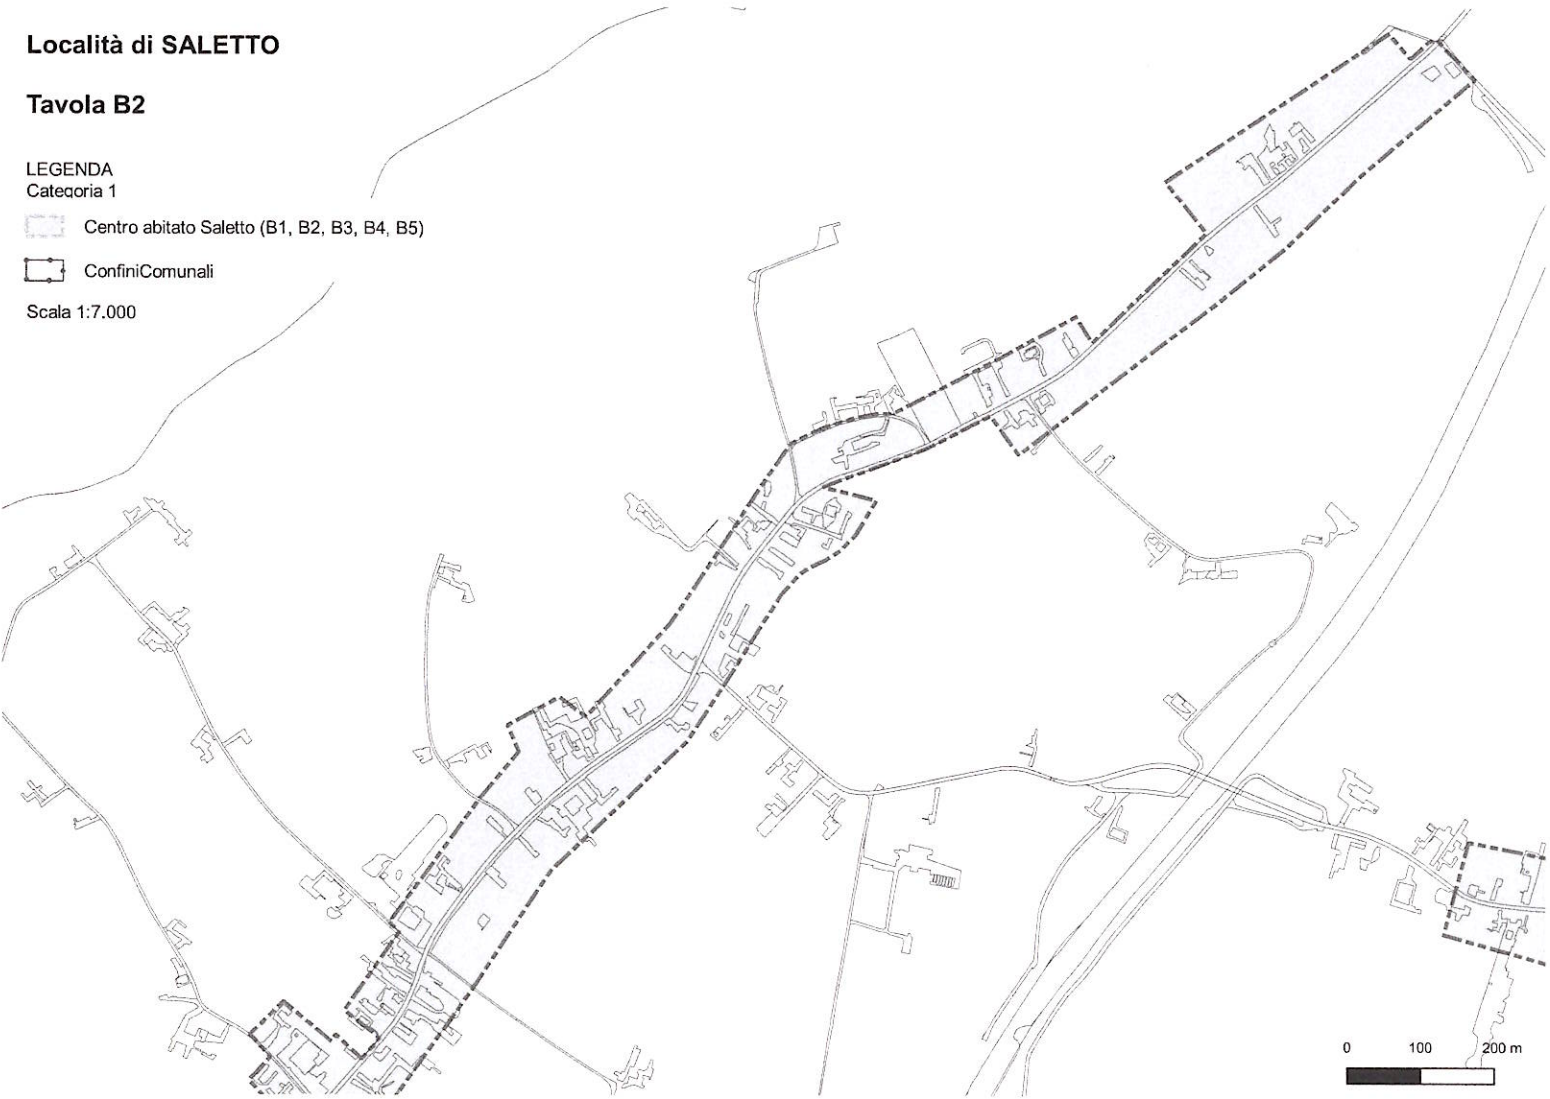 Località di SALETTO
Tavola B2
LEGENDA
Categoria 1
Centro abitato Saletto (B1, B2, B3, B4, B5)
ConfiniComunali
Scala 1:7.000
0 100 200 m